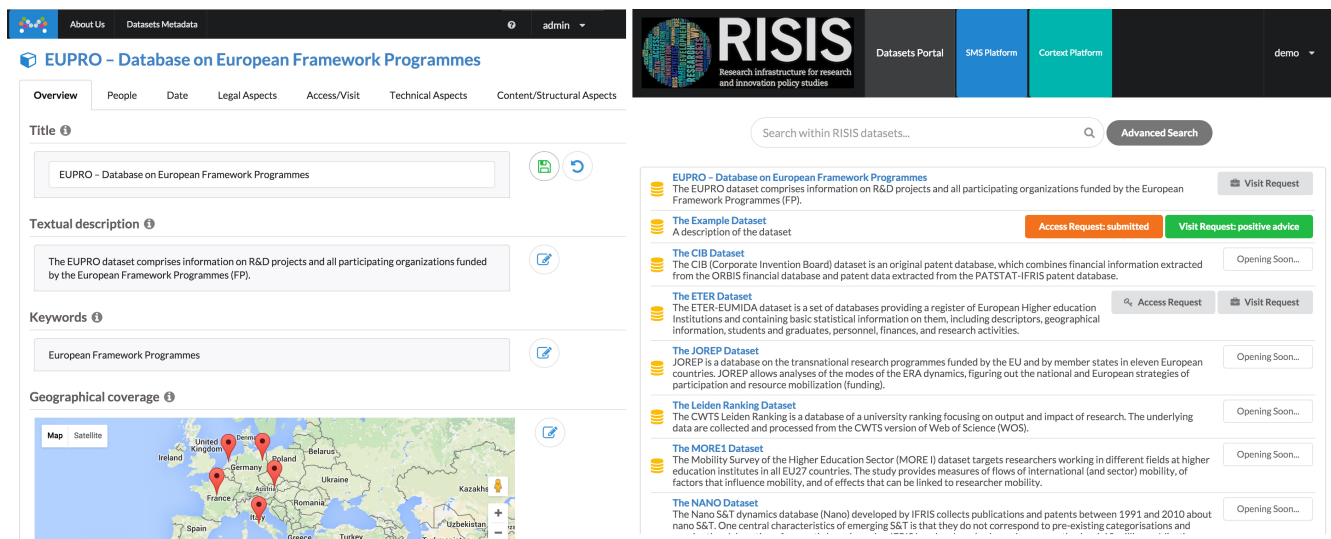 About Us
Datasets Metadata
admin
EUPRO – Database on European Framework Programmes
Overview
People
Date
Legal Aspects
Access/Visit
Technical Aspects
Content/Structural Aspects
Title
EUPRO – Database on European Framework Programmes
Textual description
The EUPRO dataset comprises information on R&D projects and all participating organizations funded
by the European Framework Programmes (FP).
Keywords
European Framework Programmes
Geographical coverage
Map
Satellite
United
Kingdom
Ireland
Denm
Belarus
Poland
Germany
Ukraine
Austria
France
Romania
Kazakhs
Italy
Spain
Uzbekistan
Greece
Turkey
RISIS
Research infrastructure for research
and innovation policy studies
Datasets Portal
SMS Platform
Cortext Platform
demo
Search within RISIS datasets...
Advanced Search
EUPRO – Database on European Framework Programmes
The EUPRO dataset comprises information on R&D projects and all participating organizations funded by the European
Framework Programmes (FP).
Visit Request
The Example Dataset
A description of the dataset
Access Request: submitted
Visit Request: positive advice
The CIB Dataset
The CIB (Corporate Invention Board) dataset is an original patent database, which combines financial information extracted
from the ORBIS financial database and patent data extracted from the PATSTAT-IFRIS patent database.
Opening Soon...
The ETER Dataset
The ETER-EUMIDA dataset is a set of databases providing a register of European Higher education
Institutions and containing basic statistical information on them, including descriptors, geographical
information, students and graduates, personnel, finances, and research activities.
Access Request
Visit Request
The JOREP Dataset
JOREP is a database on the transnational research programmes funded by the EU and by member states in eleven European
countries. JOREP allows analyses of the modes of the ERA dynamics, figuring out the national and European strategies of
participation and resource mobilization (funding).
Opening Soon...
The Leiden Ranking Dataset
The CWTS Leiden Ranking is a database of a university ranking focusing on output and impact of research. The underlying
data are collected and processed from the CWTS version of Web of Science (WOS).
Opening Soon...
The MORE1 Dataset
The Mobility Survey of the Higher Education Sector (MORE I) dataset targets researchers working in different fields at higher
education institutes in all EU27 countries. The study provides measures of flows of international (and sector) mobility, of
factors that influence mobility, and of effects that can be linked to researcher mobility.
Opening Soon...
The NANO Dataset
The Nano S&T dynamics database (Nano) developed by IFRIS collects publications and patents between 1991 and 2010 about
nano S&T. One central characteristics of emerging S&T is that they do not correspond to pre-existing categorisations and
Opening Soon...